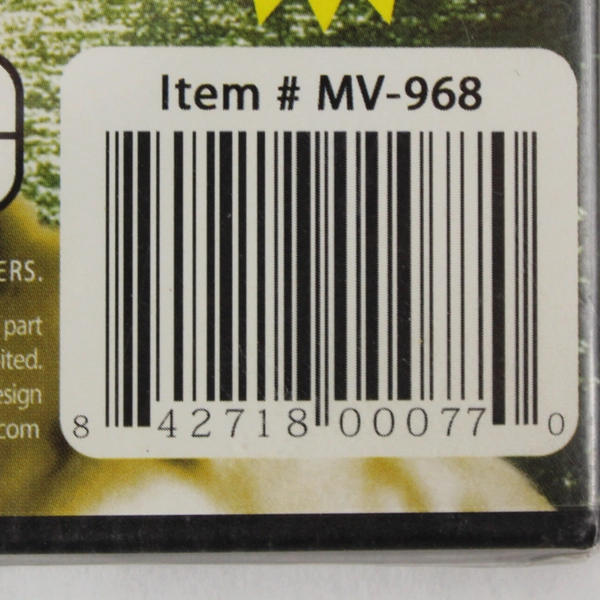 Item # MV-968
ERS.
part
ited.
esign
com
8 42718 00077 0